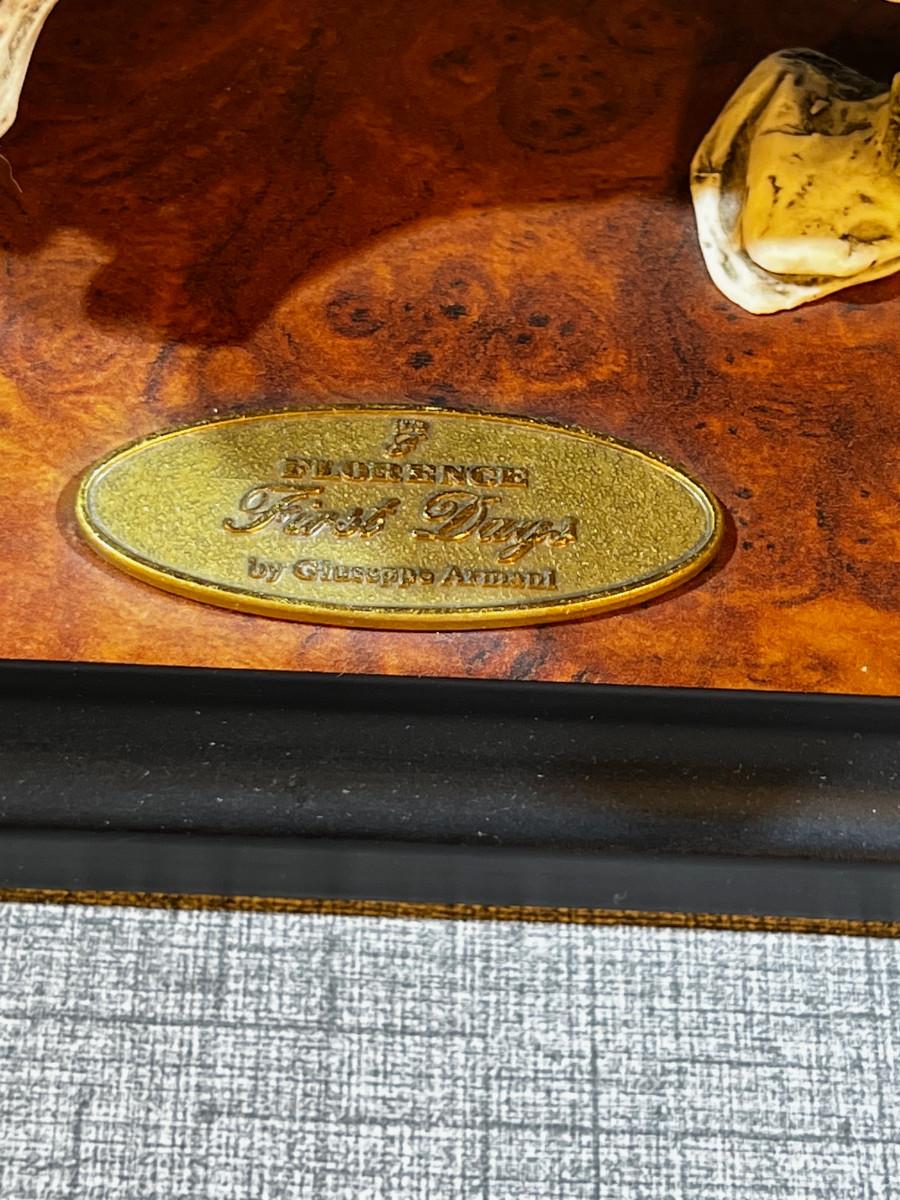 FLORENCE
First Days
by Giuseppe Armani